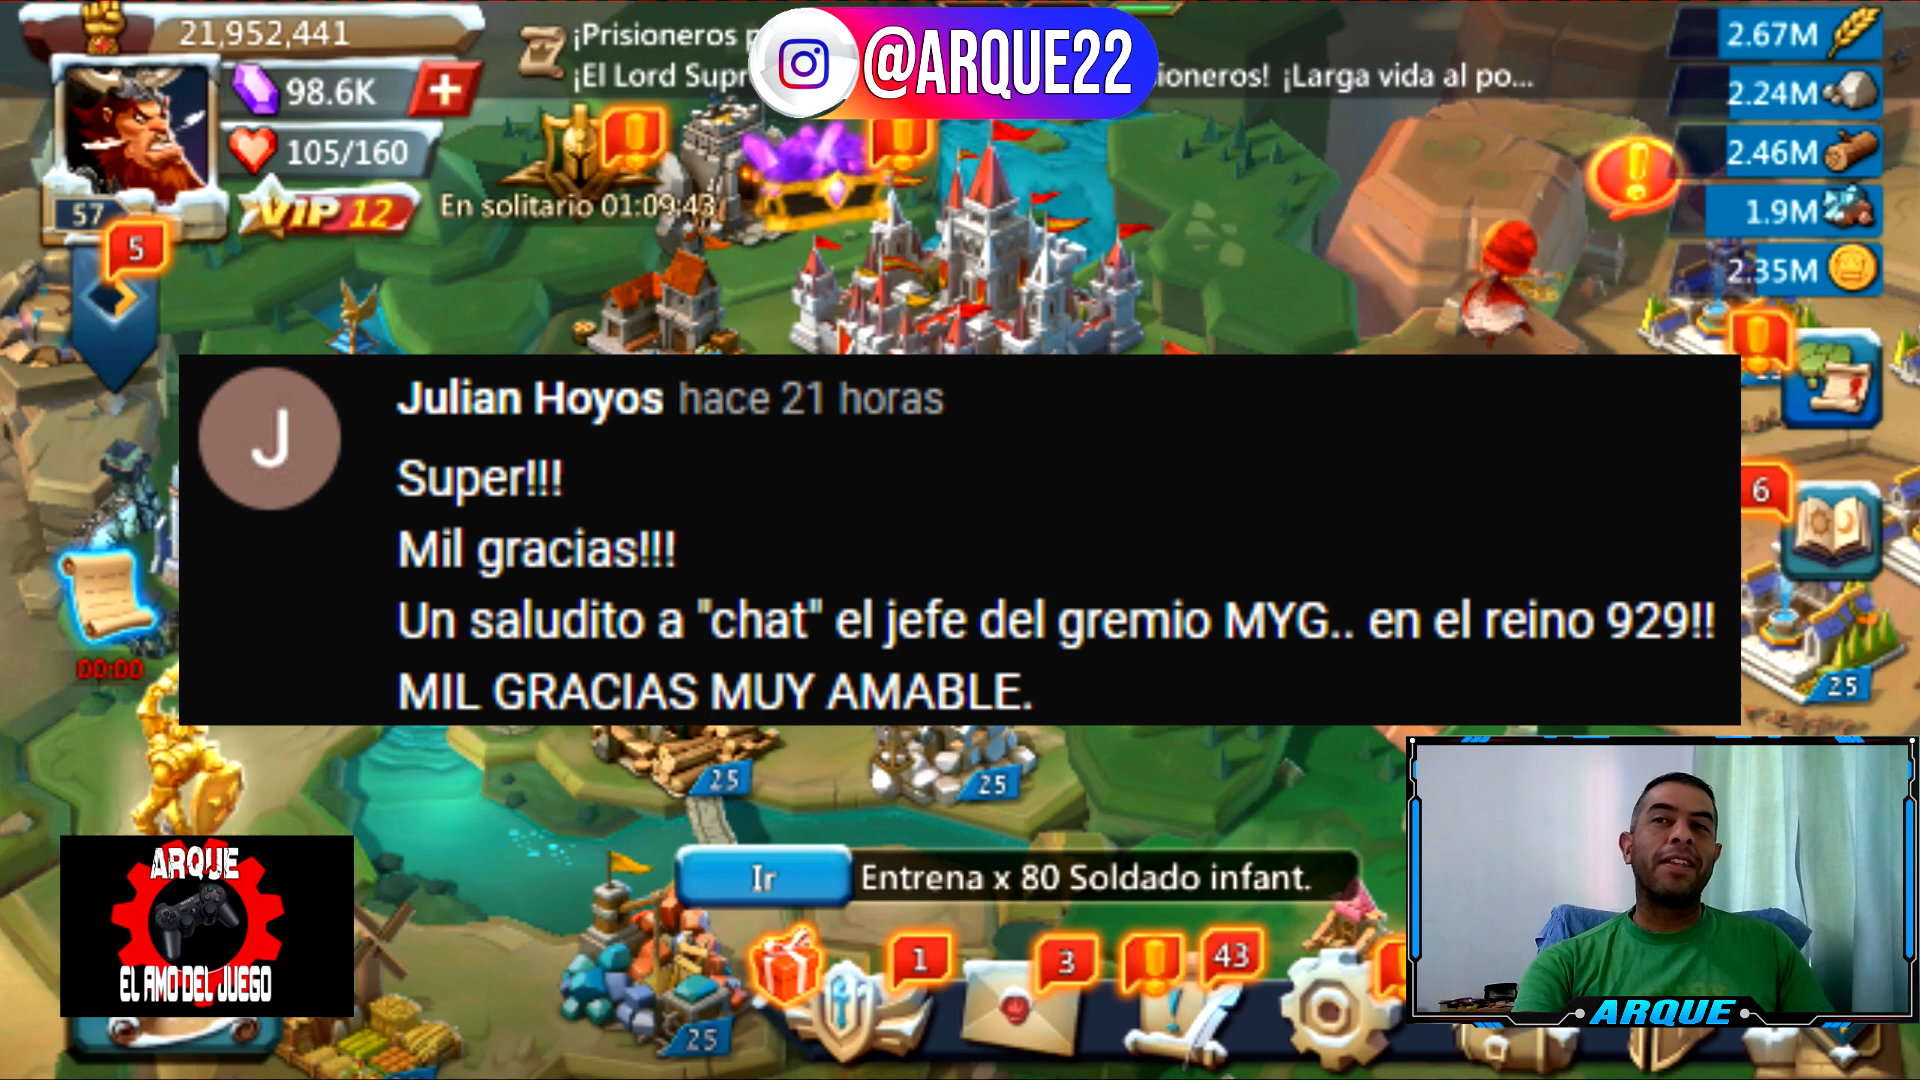 21,952,441
¡Prisioneros p
@ARQUE22
¡El Lord Supr
ioneros! ¡Larga vida al po...
98.6K
105/160
VIP 12
57
5
En solitario 01:09:43
2.67M
2.24M
2.46M
1.9M
2.35M
J
Julian Hoyos hace 21 horas
Super!!!
Mil gracias!!!
Un saludito a "chat" el jefe del gremio MYG.. en el reino 929!!
MIL GRACIAS MUY AMABLE.
6
00:00
25
25
25
Ir
Entrena x 80 Soldado infant.
ARQUE
EL AMO DEL JUEGO
1
3
43
25
ARQUE